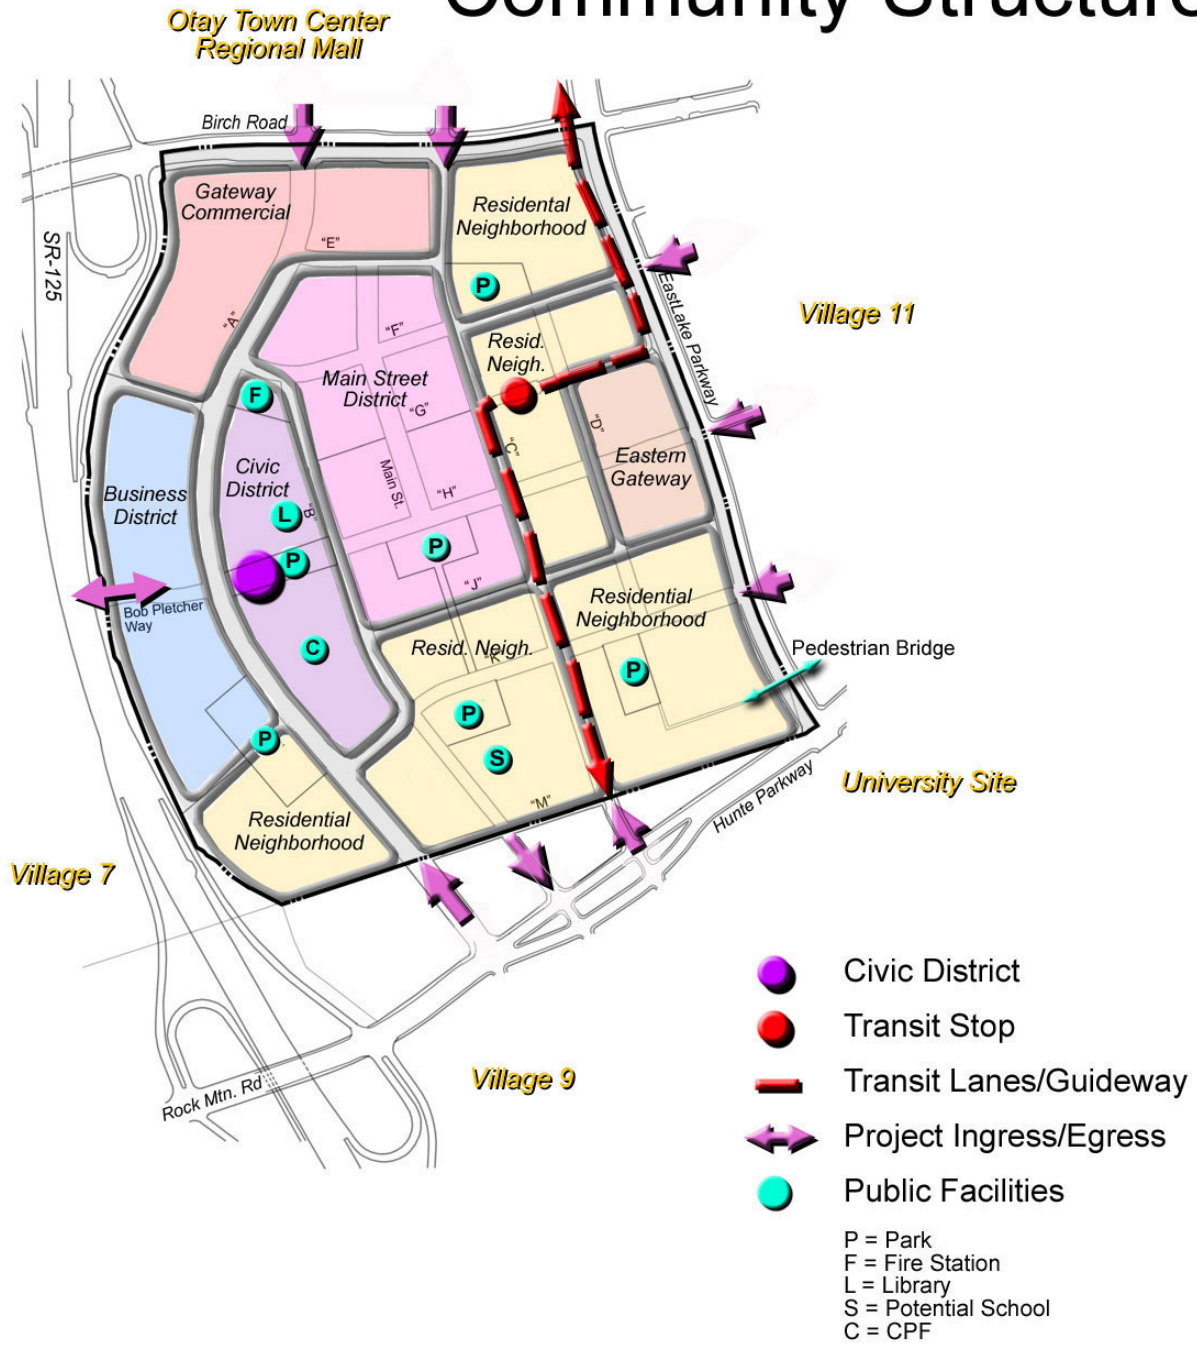 Community Structure
Otay Town Center
Regional Mall
Birch Road
Gateway
Commercial
"E"
"A"
SR-125
Residental
Neighborhood
P
EastLake Parkway
Village 11
"F"
Resid.
Neigh.
Main Street
District
"G"
F
"C"
"D"
Eastern
Gateway
Civic
District
Main St.
"H"
Business
District
L
"B"
P
P
"J"
Bob Pletcher
Way
Residential
Neighborhood
C
Resid. Neigh.
"K"
Pedestrian Bridge
P
P
P
S
University Site
Hunte Parkway
"M"
Residential
Neighborhood
Village 7
Village 9
Rock Mtn. Rd
Civic District
Transit Stop
Transit Lanes/Guideway
Project Ingress/Egress
Public Facilities
P = Park
F = Fire Station
L = Library
S = Potential School
C = CPF